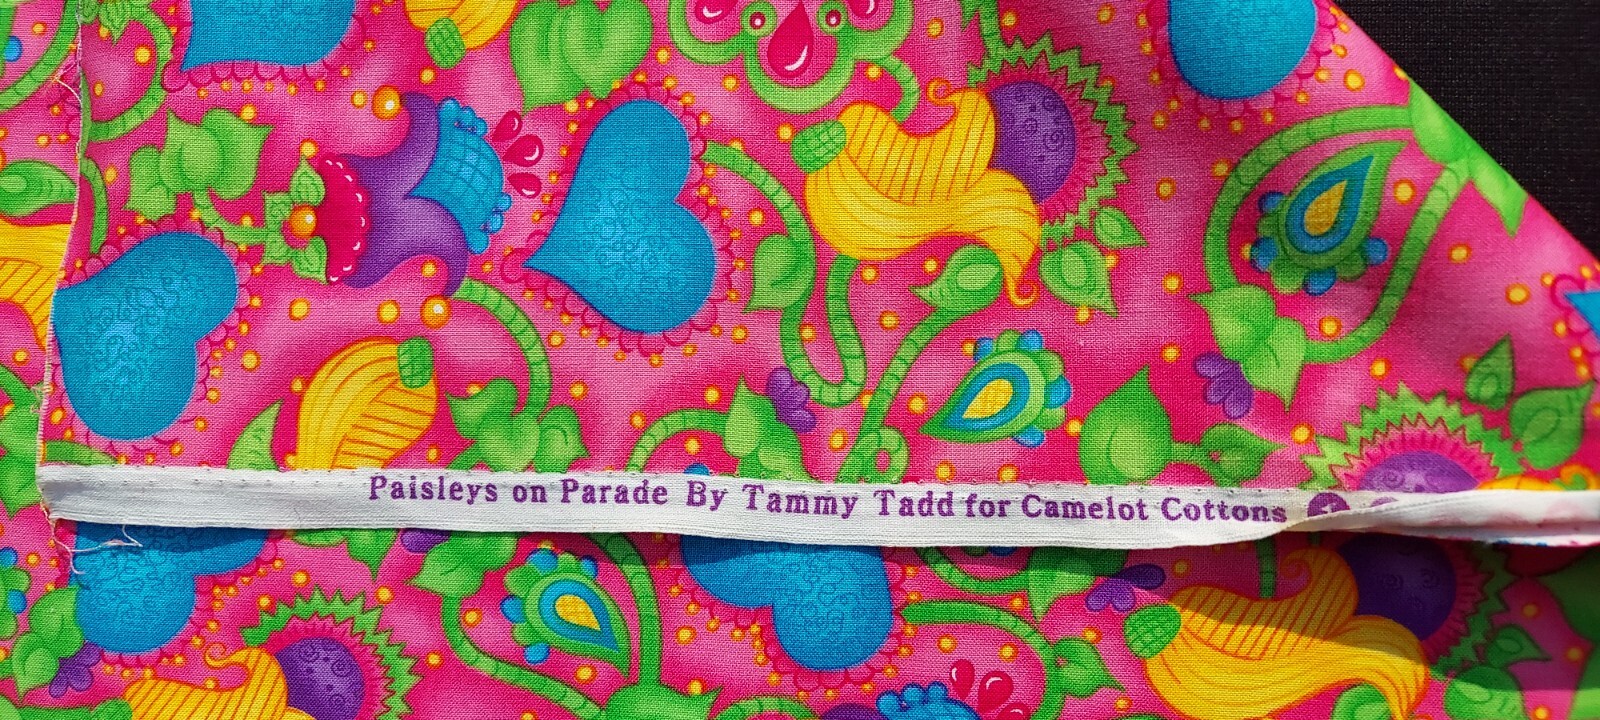 Paisleys on Parade By Tammy Tadd for Camelot Cottons